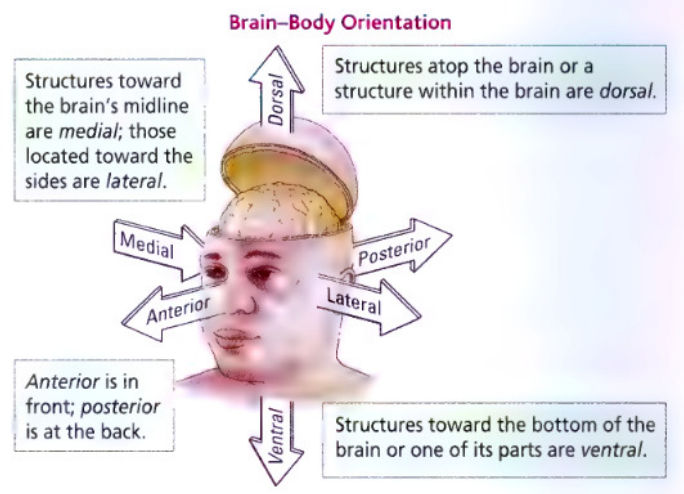 Brain–Body Orientation
Structures toward
the brain's midline
are medial; those
located toward the
sides are lateral.
Dorsal
Structures atop the brain or a
structure within the brain are dorsal.
Medial
Posterior
Anterior
Lateral
Anterior is in
front; posterior
is at the back.
Ventral
Structures toward the bottom of the
brain or one of its parts are ventral.